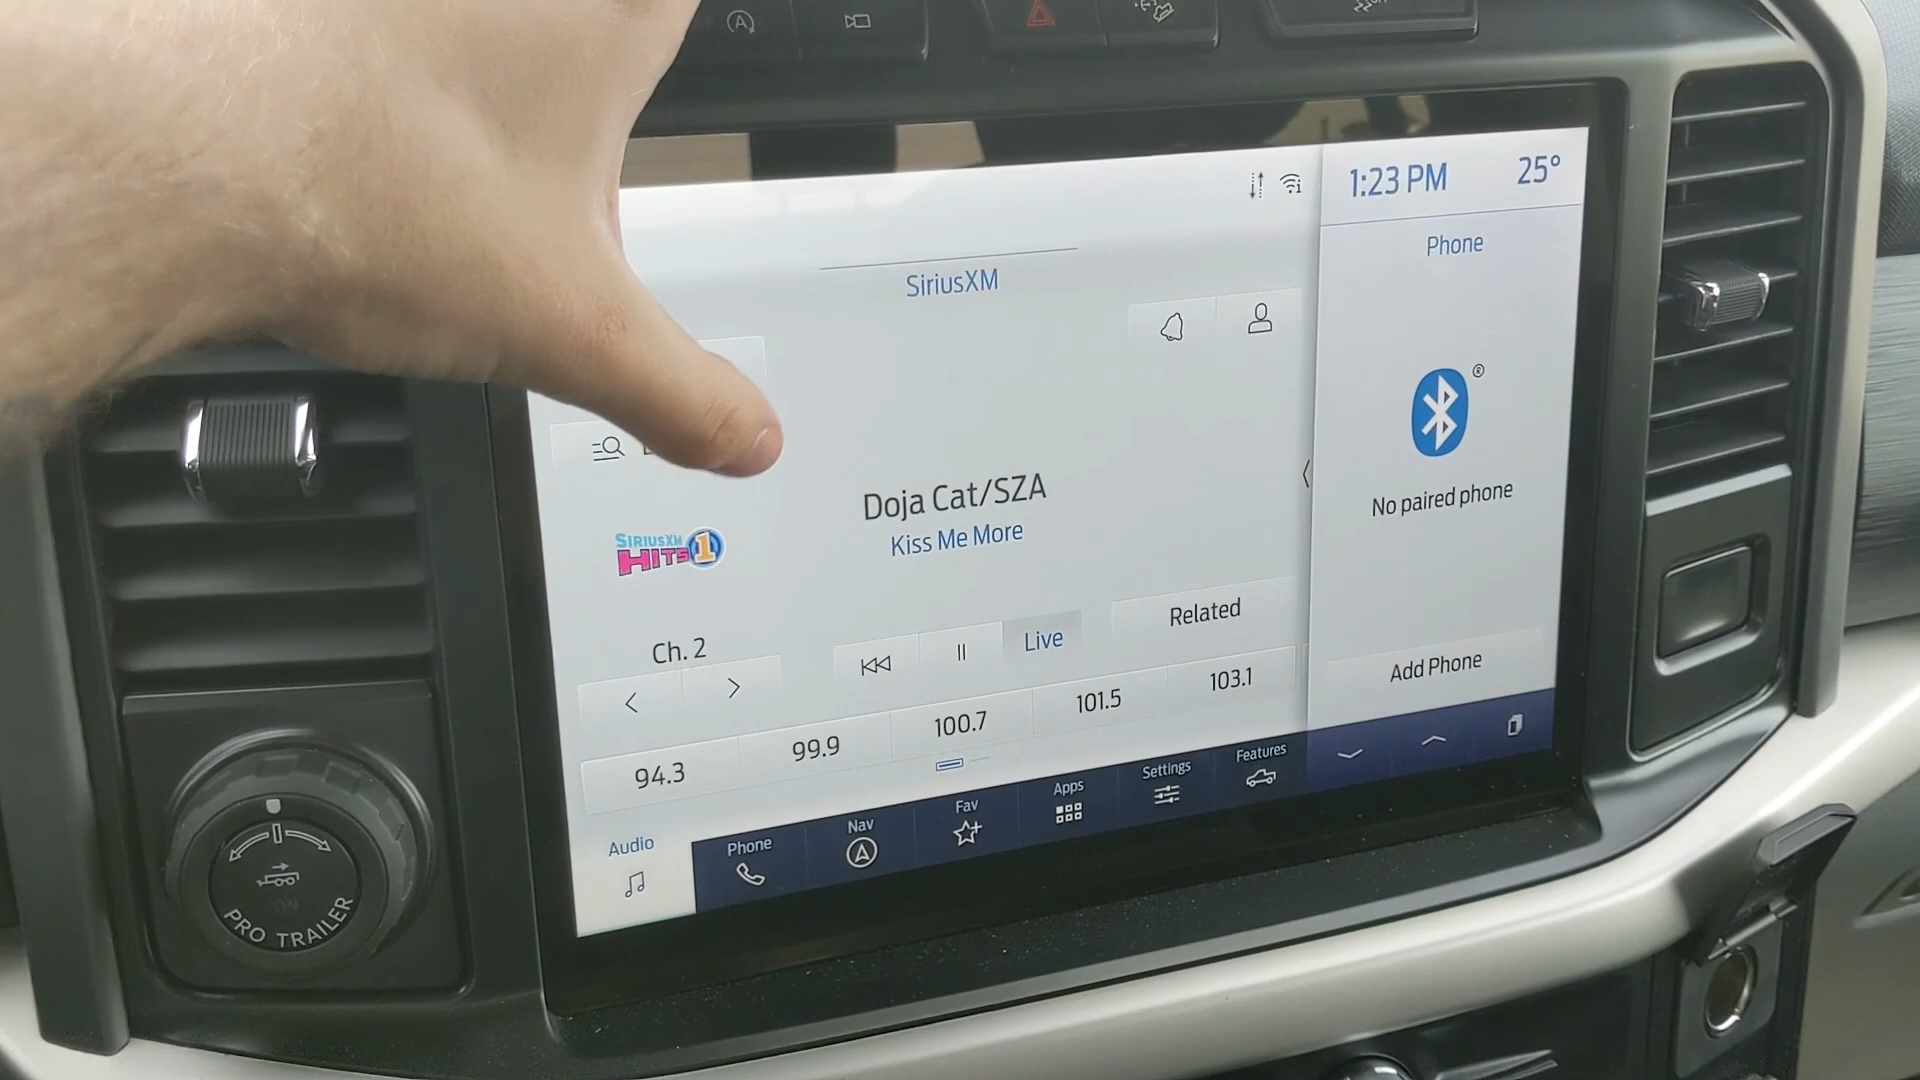 1:23 PM
25°
SiriusXM
Phone
Doja Cat/SZA
Kiss Me More
SIRIUSXM
HITS 1
No paired phone
Ch. 2
Live
Related
Add Phone
94.3
99.9
100.7
101.5
103.1
Audio
Phone
Nav
Fav
Apps
Settings
Features
ON
PRO TRAILER